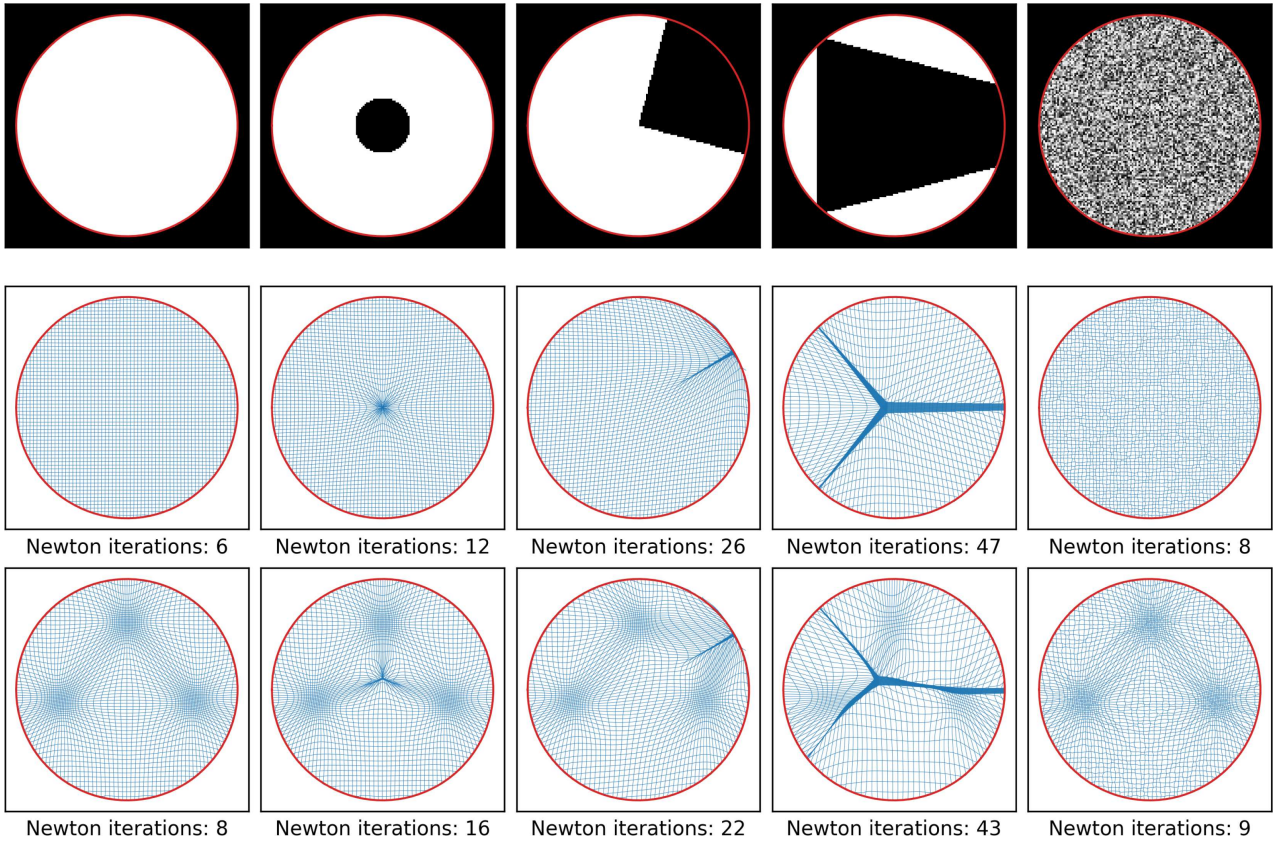 Newton iterations: 6
Newton iterations: 12
Newton iterations: 26
Newton iterations: 47
Newton iterations: 8
Newton iterations: 8
Newton iterations: 16
Newton iterations: 22
Newton iterations: 43
Newton iterations: 9